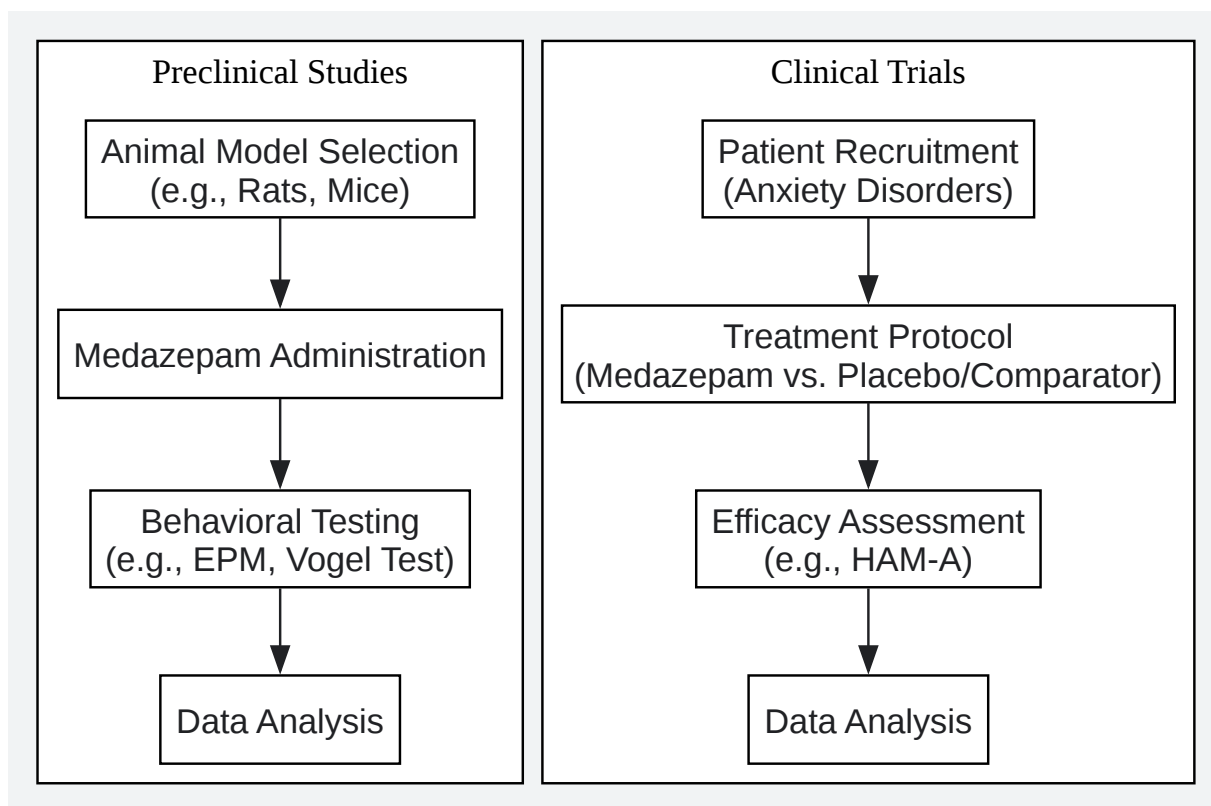 Preclinical Studies
Animal Model Selection
(e.g., Rats, Mice)
Medazepam Administration
Behavioral Testing
(e.g., EPM, Vogel Test)
Data Analysis
Clinical Trials
Patient Recruitment
(Anxiety Disorders)
Treatment Protocol
(Medazepam vs. Placebo/Comparator)
Efficacy Assessment
(e.g., HAM-A)
Data Analysis